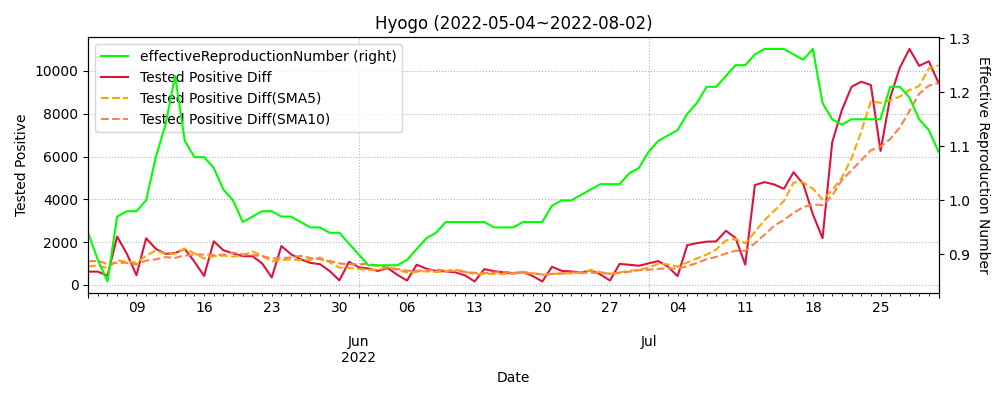 Hyogo (2022-05-04~2022-08-02)
effectiveReproductionNumber (right)
Tested Positive Diff
Tested Positive Diff(SMA5)
Tested Positive Diff(SMA10)
Tested Positive
10000
8000
6000
4000
2000
0
1.3
1.2
1.1
1.0
0.9
Effective Reproduction Number
09 16 23 30 06 13 20 27 04 11 18 25
Jun Jul
2022
Date